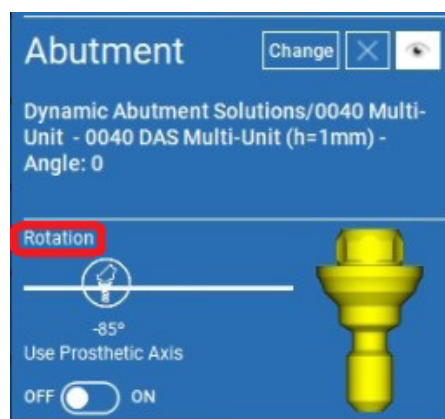 Abutment
Change
Dynamic Abutment Solutions/0040 Multi-
Unit - 0040 DAS Multi-Unit (h=1mm) -
Angle: 0
Rotation
-85º
Use Prosthetic Axis
OFF ON